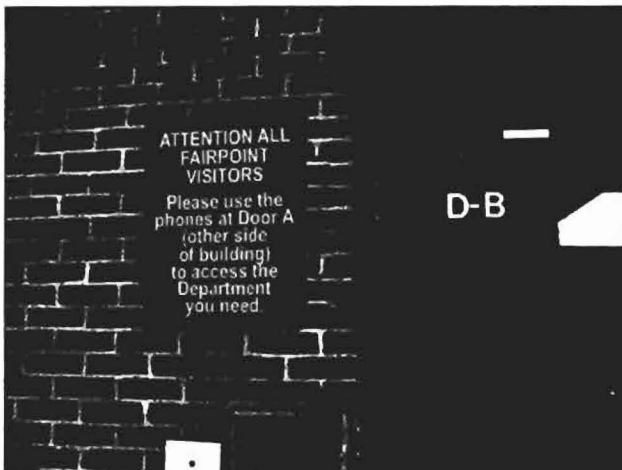 ATTENTION ALL
FAIRPOINT
VISITORS
Please use the
phones at Door A
(other side
of building)
to access the
Department
you need.
D-B